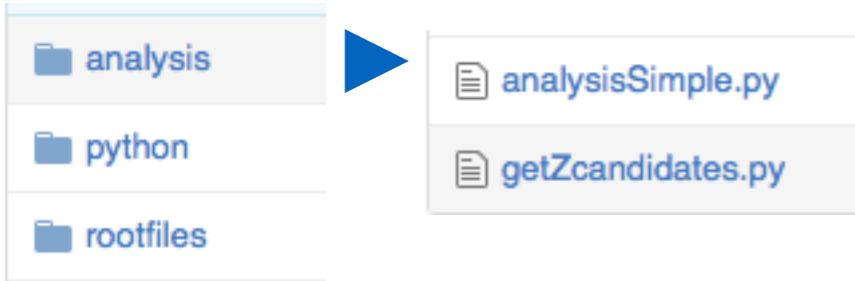 analysis
python
rootfiles
analysisSimple.py
getZcandidates.py